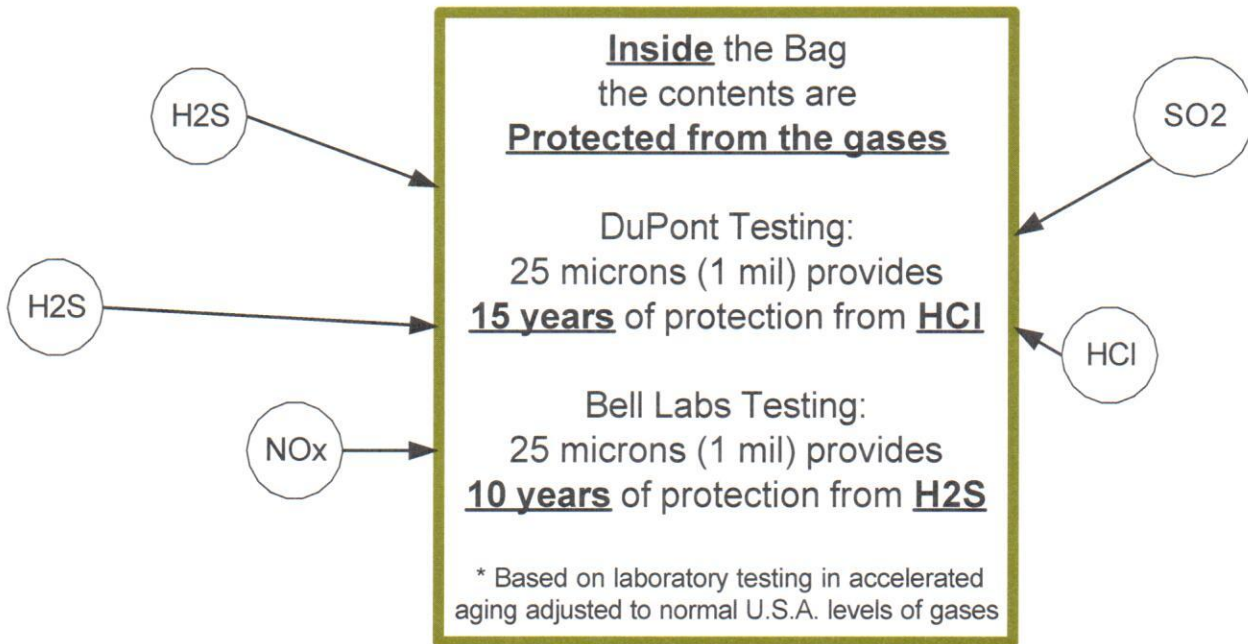 Inside the Bag
the contents are
Protected from the gases
DuPont Testing:
25 microns (1 mil) provides
15 years of protection from HCl
Bell Labs Testing:
25 microns (1 mil) provides
10 years of protection from H2S
* Based on laboratory testing in accelerated
aging adjusted to normal U.S.A. levels of gases
H2S
H2S
NOx
SO2
HCl